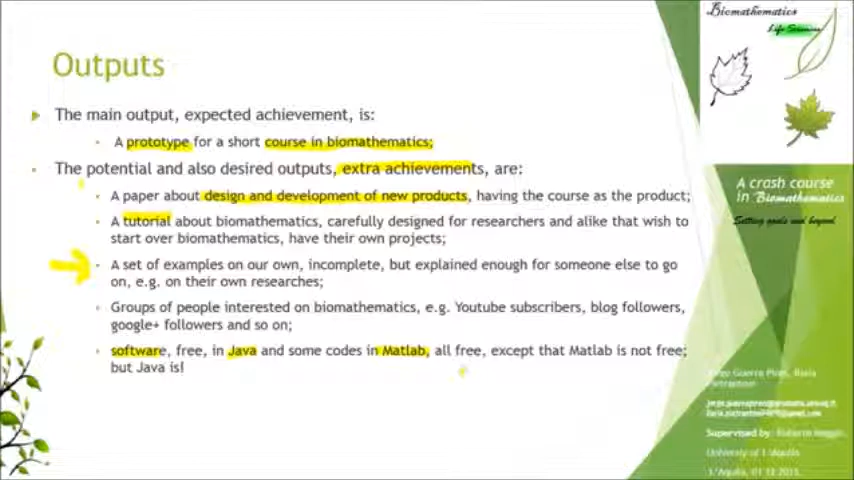 Outputs
The main output, expected achievement, is:
A prototype for a short course in biomathematics;
The potential and also desired outputs, extra achievements, are:
A paper about design and development of new products, having the course as the product;
A tutorial about biomathematics, carefully designed for researchers and alike that wish to
start over biomathematics, have their own projects;
A set of examples on our own, incomplete, but explained enough for someone else to go
on, e.g. on their own researches;
Groups of people interested on biomathematics, e.g. Youtube subscribers, blog followers,
google+ followers and so on;
software, free, in Java and some codes in Matlab, all free, except that Matlab is not free;
but Java is!
Biomathematics
Life Sciences
A crash course
in Biomathematics
Setting goals and beyond
Guerra Pires,
Supervised by:
University of L'Aquila
L'Aquila,